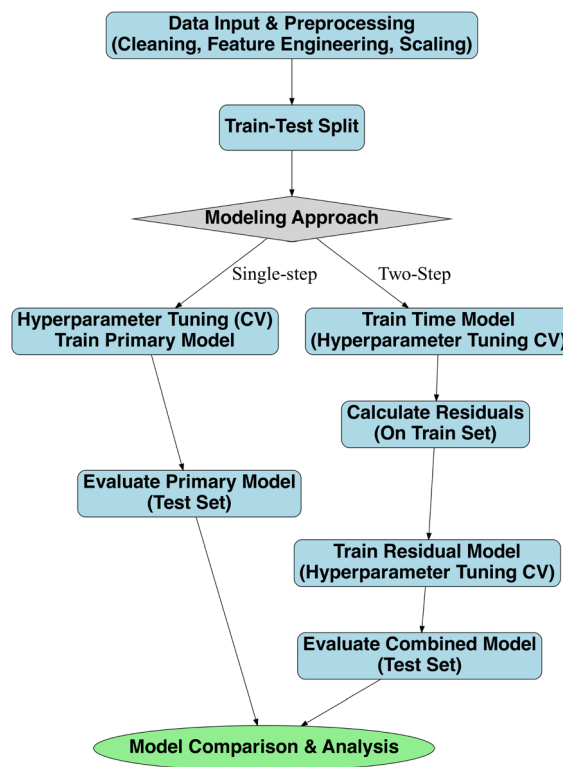 Data Input & Preprocessing
(Cleaning, Feature Engineering, Scaling)
Train-Test Split
Modeling Approach
Single-step
Two-Step
Hyperparameter Tuning (CV)
Train Primary Model
Train Time Model
(Hyperparameter Tuning CV)
Calculate Residuals
(On Train Set)
Evaluate Primary Model
(Test Set)
Train Residual Model
(Hyperparameter Tuning CV)
Evaluate Combined Model
(Test Set)
Model Comparison & Analysis